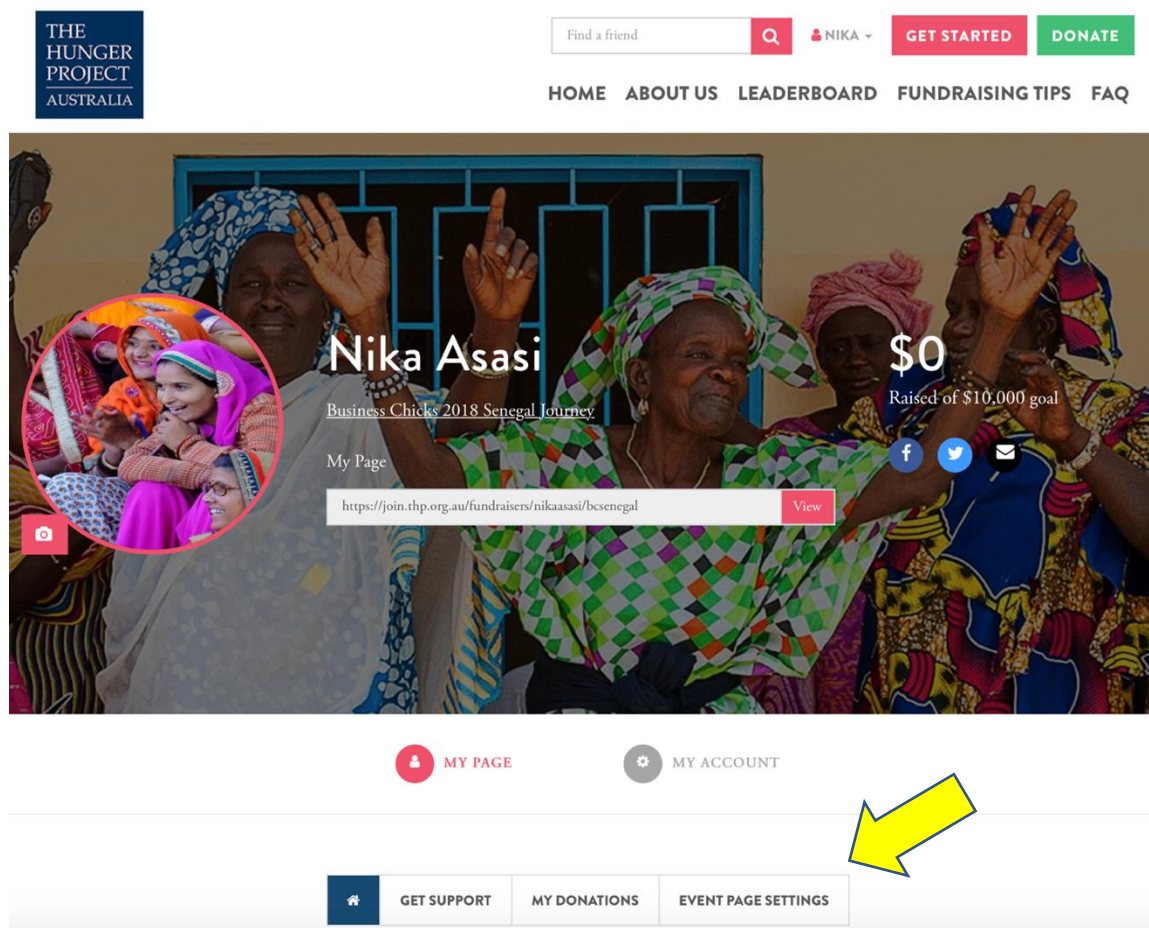 THE
HUNGER
PROJECT
AUSTRALIA
Find a friend
NIKA
GET STARTED
DONATE
HOME ABOUT US LEADERBOARD FUNDRAISING TIPS FAQ
Nika Asasi
Business Chicks 2018 Senegal Journey
$0
Raised of $10,000 goal
My Page
https://join.thp.org.au/fundraisers/nikaasasi/bcsenegal
View
MY PAGE
MY ACCOUNT
GET SUPPORT
MY DONATIONS
EVENT PAGE SETTINGS